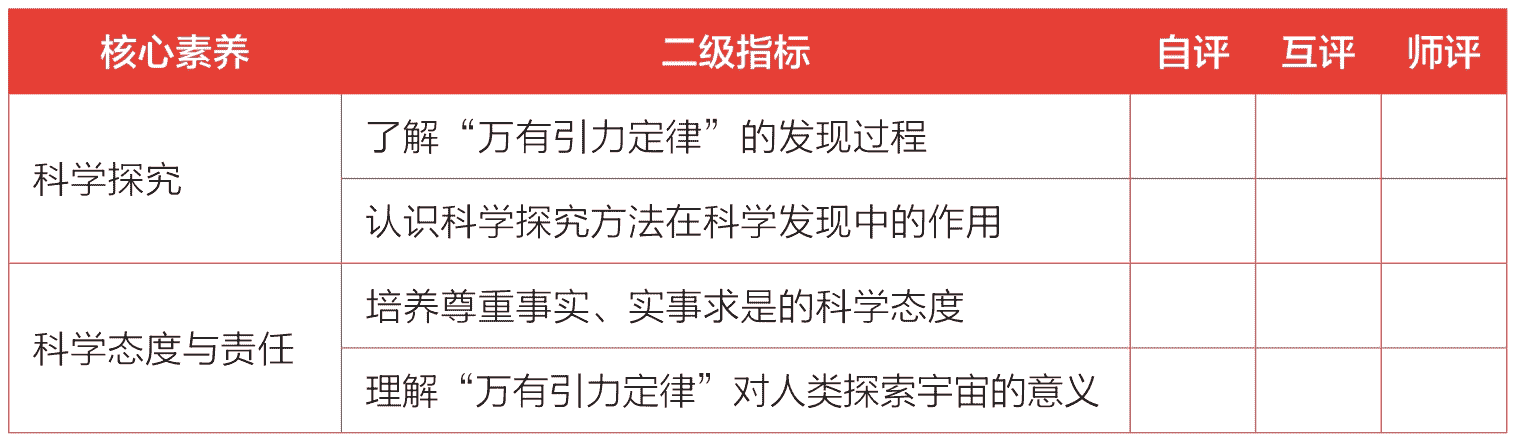 核心素养 二级指标 自评 互评 师评
科学探究
了解“万有引力定律”的发现过程
认识科学探究方法在科学发现中的作用
科学态度与责任
培养尊重事实、实事求是的科学态度
理解“万有引力定律”对人类探索宇宙的意义